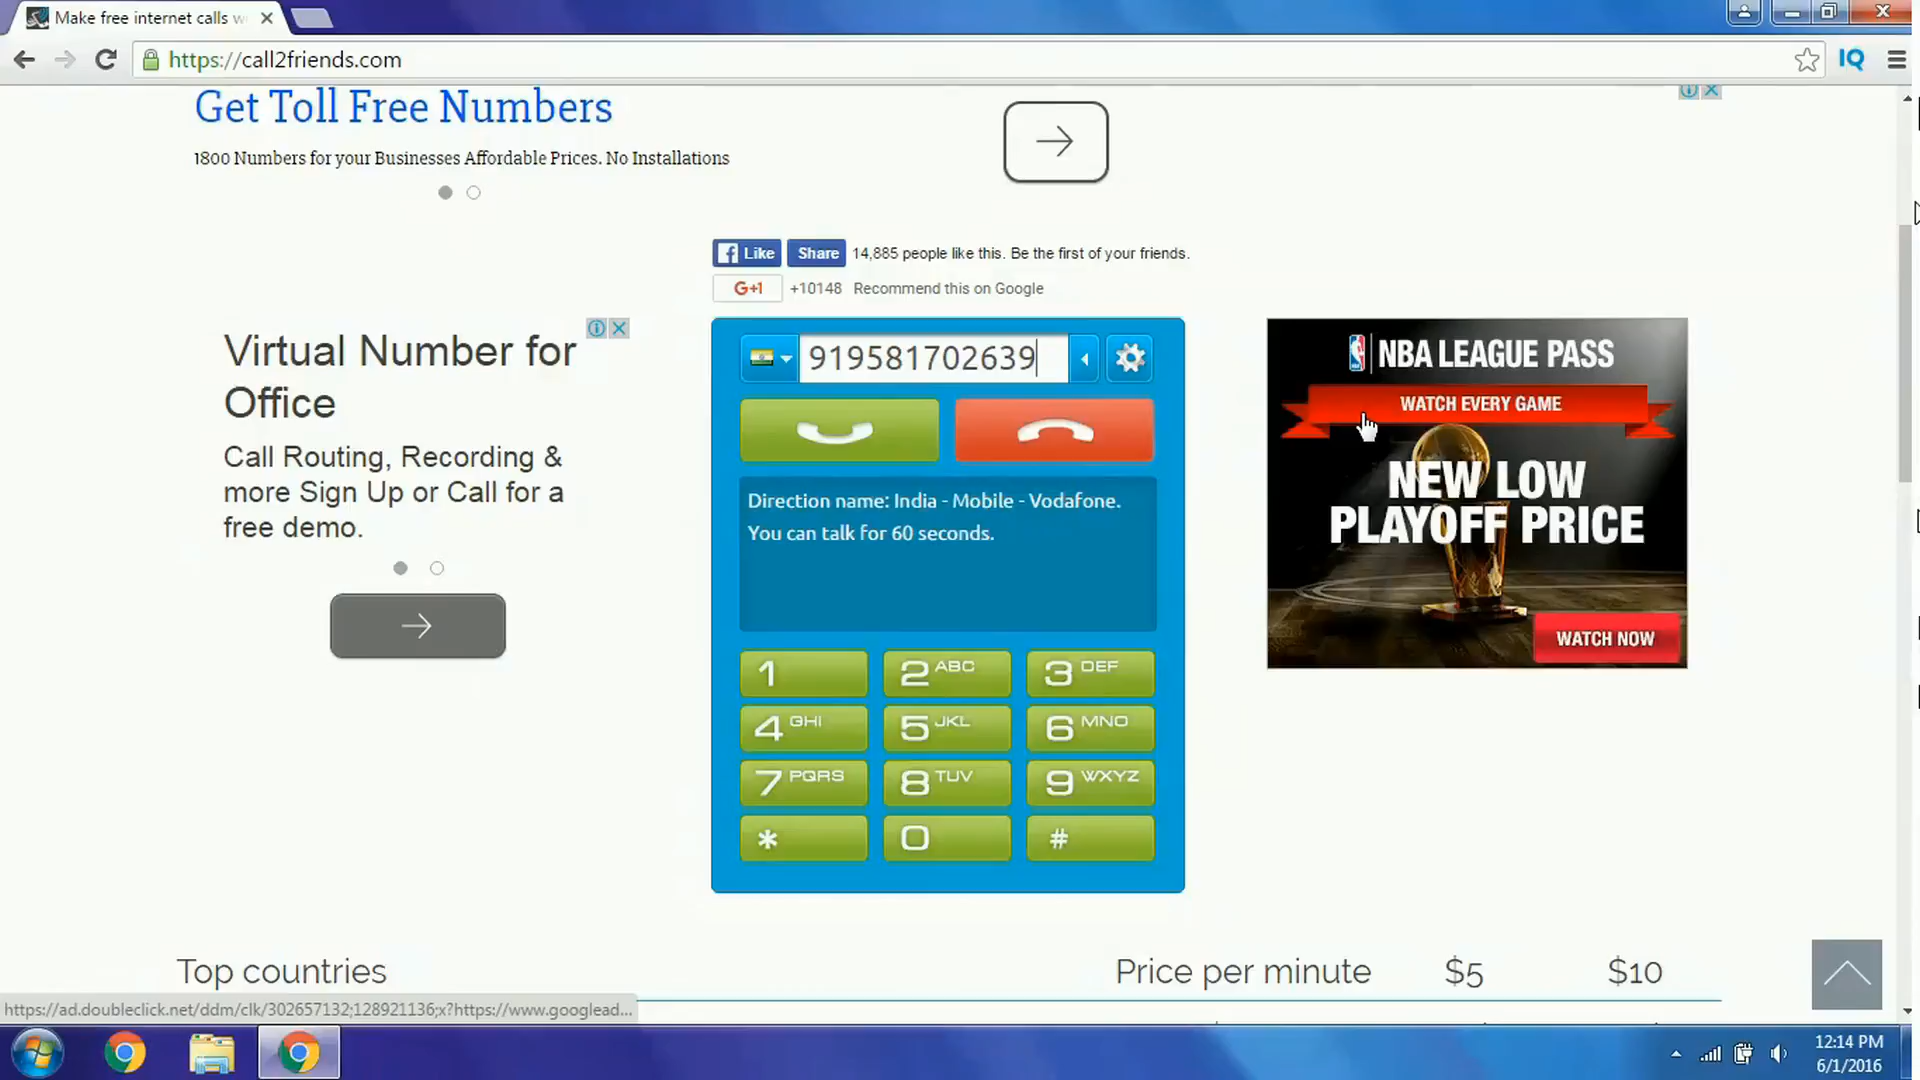 Make free internet calls w
https://call2friends.com
IQ
Get Toll Free Numbers
1800 Numbers for your Businesses Affordable Prices. No Installations
Like Share 14,885 people like this. Be the first of your friends.
G+1 +10148 Recommend this on Google
Virtual Number for
Office
Call Routing, Recording &
more Sign Up or Call for a
free demo.
919581702639
Direction name: India - Mobile - Vodafone.
You can talk for 60 seconds.
1 2 ABC 3 DEF
4 GHI 5 JKL 6 MNO
7 PQRS 8 TUV 9 WXYZ
* 0 #
NBA LEAGUE PASS
WATCH EVERY GAME
NEW LOW
PLAYOFF PRICE
WATCH NOW
Top countries Price per minute $5 $10
https://ad.doubleclick.net/ddm/clk/302657132;128921136;x?https://www.googlead...
12:14 PM
6/1/2016